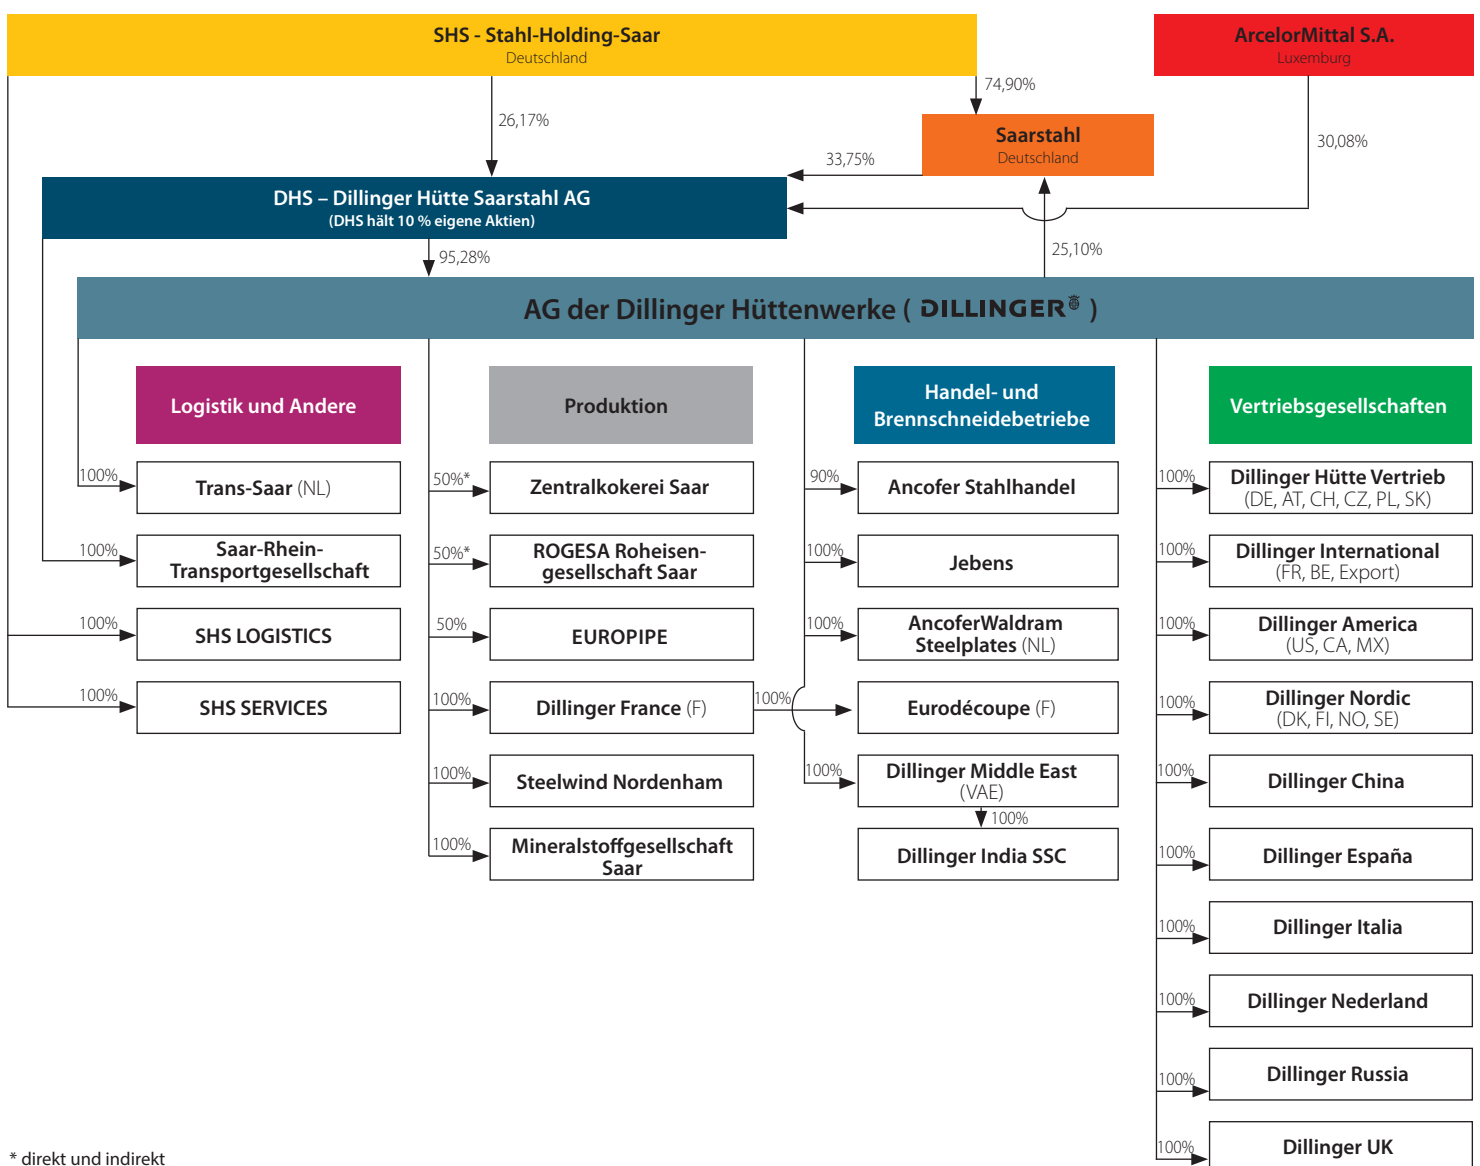 SHS - Stahl-Holding-Saar
Deutschland
ArcelorMittal S.A.
Luxemburg
74,90%
26,17%
Saarstahl
Deutschland
30,08%
33,75%
DHS – Dillinger Hütte Saarstahl AG
(DHS hält 10 % eigene Aktien)
95,28%
25,10%
AG der Dillinger Hüttenwerke ( DILLINGER )
Logistik und Andere
100%
Trans-Saar (NL)
100%
Saar-Rhein-
Transportgesellschaft
100%
SHS LOGISTICS
100%
SHS SERVICES
Produktion
50%*
Zentralkokerei Saar
50%*
ROGESA Roheisen-
gesellschaft Saar
50%
EUROPIPE
100%
Dillinger France (F)
100%
Steelwind Nordenham
100%
Mineralstoffgesellschaft
Saar
Handel- und
Brennschneidebetriebe
90%
Ancofer Stahlhandel
100%
Jebens
100%
AncoferWaldram
Steelplates (NL)
100%
Eurodécoupe (F)
100%
Dillinger Middle East
(VAE)
100%
Dillinger India SSC
Vertriebsgesellschaften
100%
Dillinger Hütte Vertrieb
(DE, AT, CH, CZ, PL, SK)
100%
Dillinger International
(FR, BE, Export)
100%
Dillinger America
(US, CA, MX)
100%
Dillinger Nordic
(DK, FI, NO, SE)
100%
Dillinger China
100%
Dillinger España
100%
Dillinger Italia
100%
Dillinger Nederland
100%
Dillinger Russia
100%
Dillinger UK
* direkt und indirekt